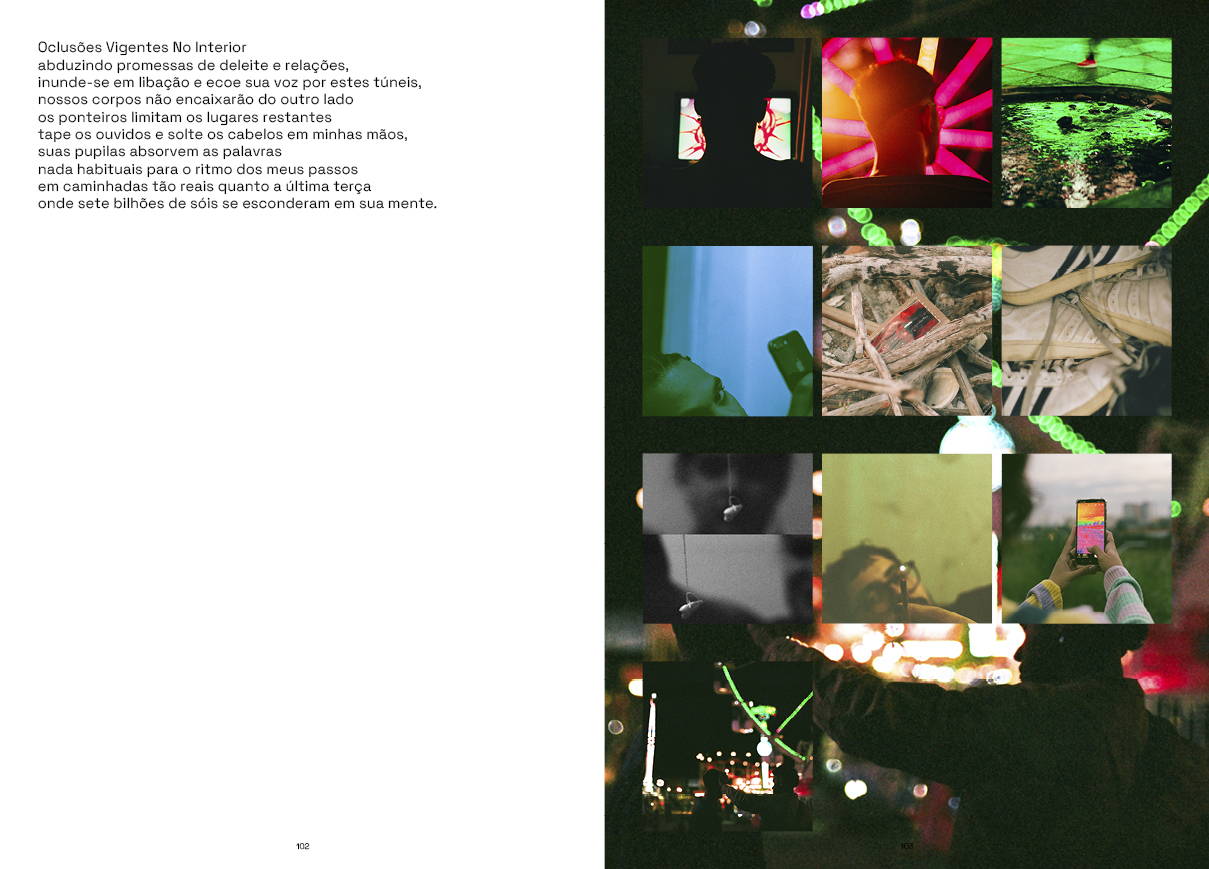 Oclusões Vigentes No Interior
abduzindo promessas de deleite e relações,
inunde-se em libação e ecoe sua voz por estes túneis,
nossos corpos não encaixarão do outro lado
os ponteiros limitam os lugares restantes
tape os ouvidos e solte os cabelos em minhas mãos,
suas pupilas absorvem as palavras
nada habituais para o ritmo dos meus passos
em caminhadas tão reais quanto a última terça
onde sete bilhões de sóis se esconderam em sua mente.
102
103